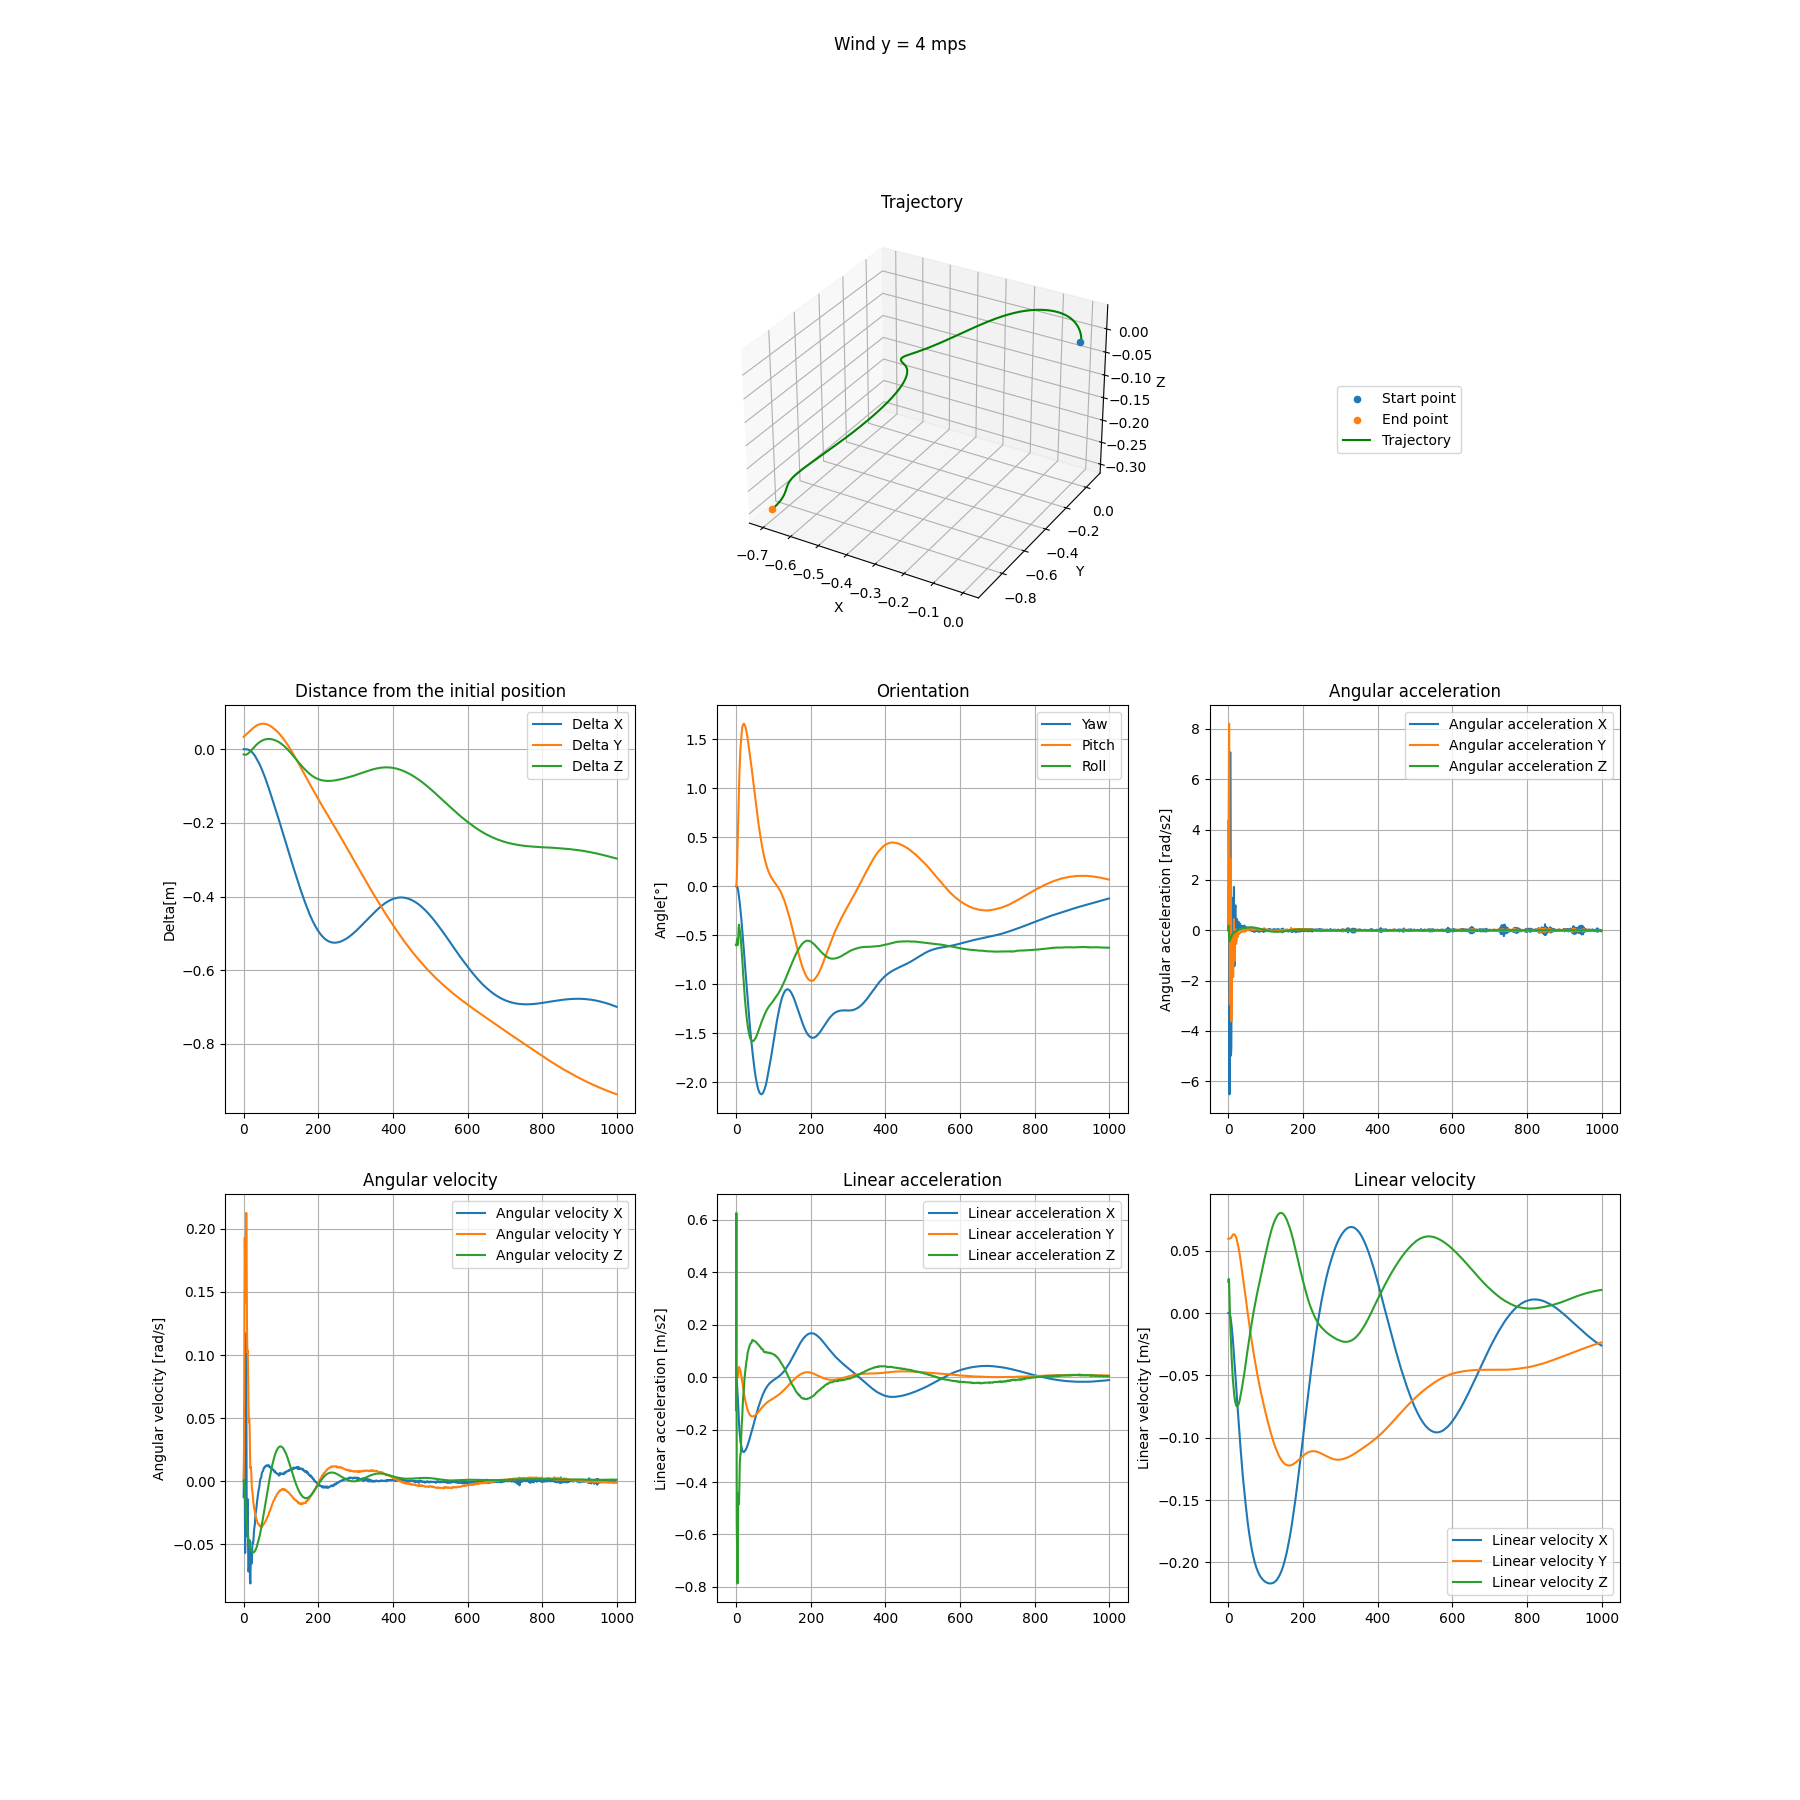 Wind y = 4 mps
Trajectory
0.00
−0.05
−0.10
−0.15
−0.20
−0.25
−0.30
Z
0.0
−0.2
−0.4
−0.6
−0.8
Y
−0.7
−0.6
−0.5
−0.4
−0.3
−0.2
−0.1
0.0
X
Start point
End point
Trajectory
Distance from the initial position
Delta[m]
0.0
−0.2
−0.4
−0.6
−0.8
Delta X
Delta Y
Delta Z
0 200 400 600 800 1000
Orientation
Angle[°]
1.5
1.0
0.5
0.0
−0.5
−1.0
−1.5
−2.0
Yaw
Pitch
Roll
0 200 400 600 800 1000
Angular acceleration
Angular acceleration [rad/s2]
8
6
4
2
0
−2
−4
−6
Angular acceleration X
Angular acceleration Y
Angular acceleration Z
0 200 400 600 800 1000
Angular velocity
Angular velocity [rad/s]
0.20
0.15
0.10
0.05
0.00
−0.05
Angular velocity X
Angular velocity Y
Angular velocity Z
0 200 400 600 800 1000
Linear acceleration
Linear acceleration [m/s2]
0.6
0.4
0.2
0.0
−0.2
−0.4
−0.6
−0.8
Linear acceleration X
Linear acceleration Y
Linear acceleration Z
0 200 400 600 800 1000
Linear velocity
Linear velocity [m/s]
0.05
0.00
−0.05
−0.10
−0.15
−0.20
Linear velocity X
Linear velocity Y
Linear velocity Z
0 200 400 600 800 1000